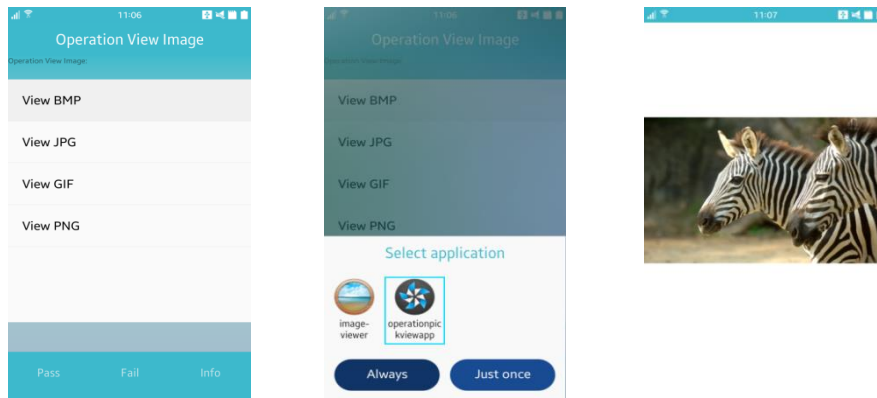 11:06
Operation View Image
Operation View Image:
View BMP
View JPG
View GIF
View PNG
Pass Fail Info
11:06
Operation View Image
Operation View Image:
View BMP
View JPG
View GIF
View PNG
Select application
image-
viewer
operationpic
kviewapp
Always Just once
11:07